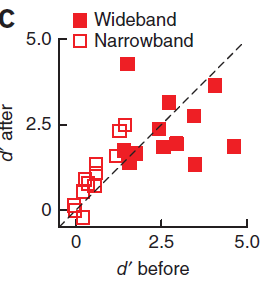 C
Wideband
Narrowband
5.0
2.5
0
d′ after
0 2.5 5.0
d′ before